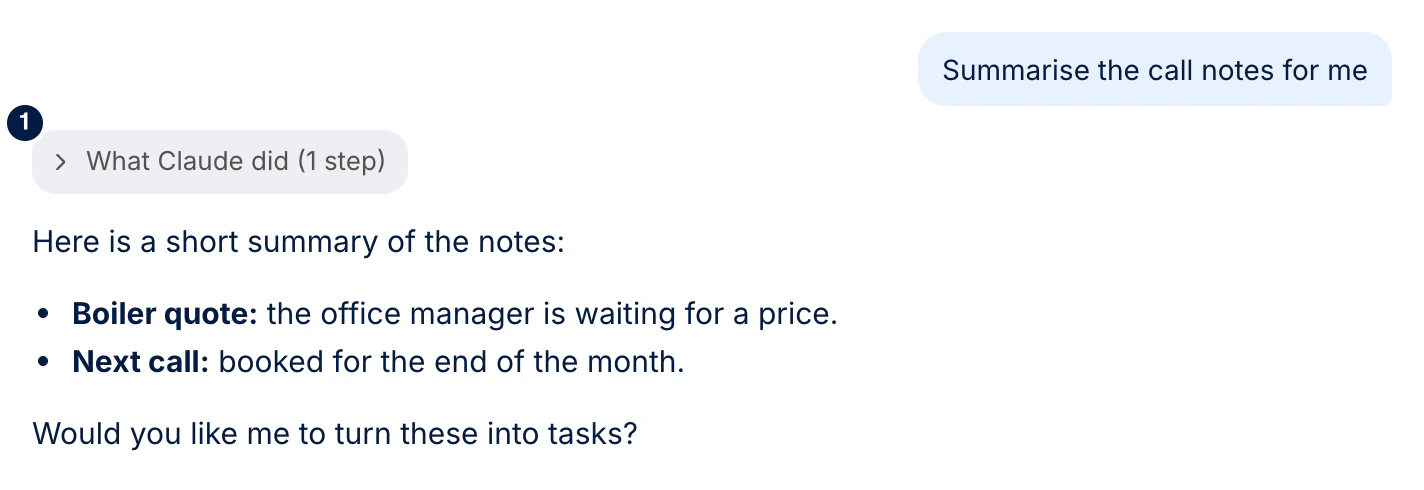 Summarise the call notes for me
1
What Claude did (1 step)
Here is a short summary of the notes:
• Boiler quote: the office manager is waiting for a price.
• Next call: booked for the end of the month.
Would you like me to turn these into tasks?